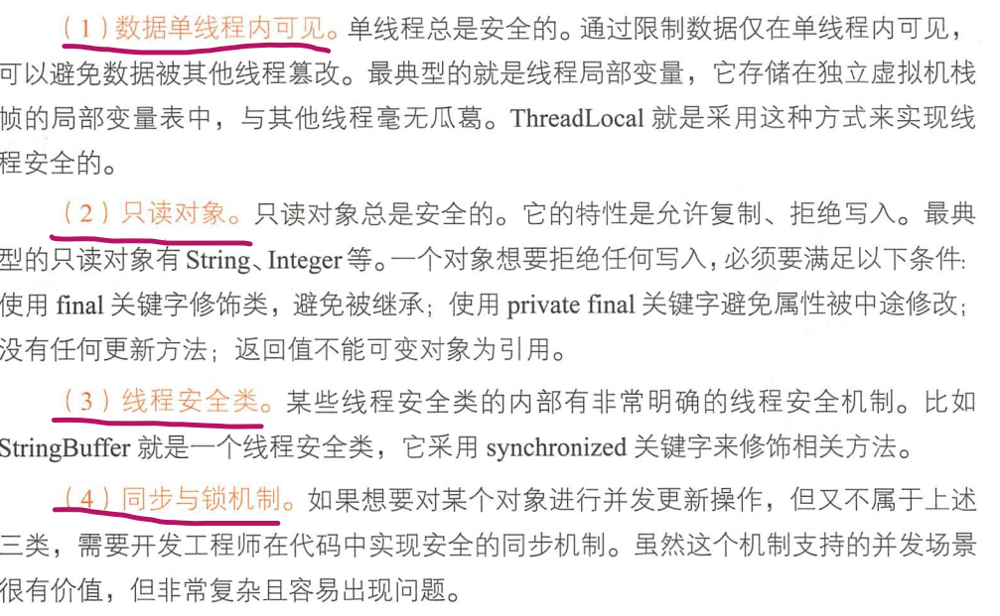 (1)数据单线程内可见。单线程总是安全的。通过限制数据仅在单线程内可见，
可以避免数据被其他线程篡改。最典型的就是线程局部变量，它存储在独立虚拟机栈
帧的局部变量表中，与其他线程毫无瓜葛。ThreadLocal 就是采用这种方式来实现线
程安全的。
(2)只读对象。只读对象总是安全的。它的特性是允许复制、拒绝写入。最典
型的只读对象有 String、Integer 等。一个对象想要拒绝任何写入，必须要满足以下条件：
使用 final 关键字修饰类，避免被继承；使用 private final 关键字避免属性被中途修改；
没有任何更新方法；返回值不能可变对象为引用。
(3)线程安全类。某些线程安全类的内部有非常明确的线程安全机制。比如
StringBuffer 就是一个线程安全类，它采用 synchronized 关键字来修饰相关方法。
(4)同步与锁机制。如果想要对某个对象进行并发更新操作，但又不属于上述
三类，需要开发工程师在代码中实现安全的同步机制。虽然这个机制支持的并发场景
很有价值，但非常复杂且容易出现问题。